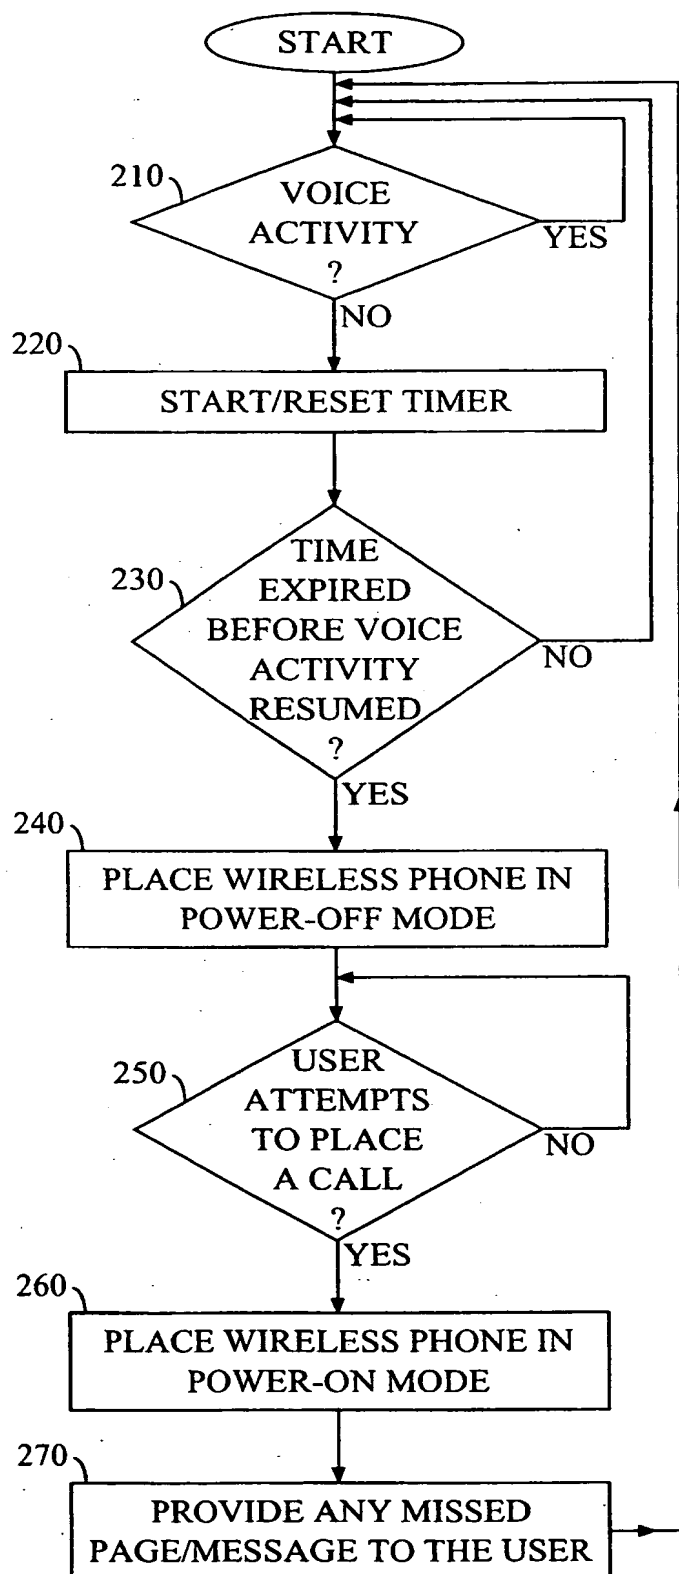 START
210
VOICE
ACTIVITY
?
YES
NO
220
START/RESET TIMER
230
TIME
EXPIRED
BEFORE VOICE
ACTIVITY
RESUMED
?
NO
YES
240
PLACE WIRELESS PHONE IN
POWER-OFF MODE
250
USER
ATTEMPTS
TO PLACE
A CALL
?
NO
YES
260
PLACE WIRELESS PHONE IN
POWER-ON MODE
270
PROVIDE ANY MISSED
PAGE/MESSAGE TO THE USER